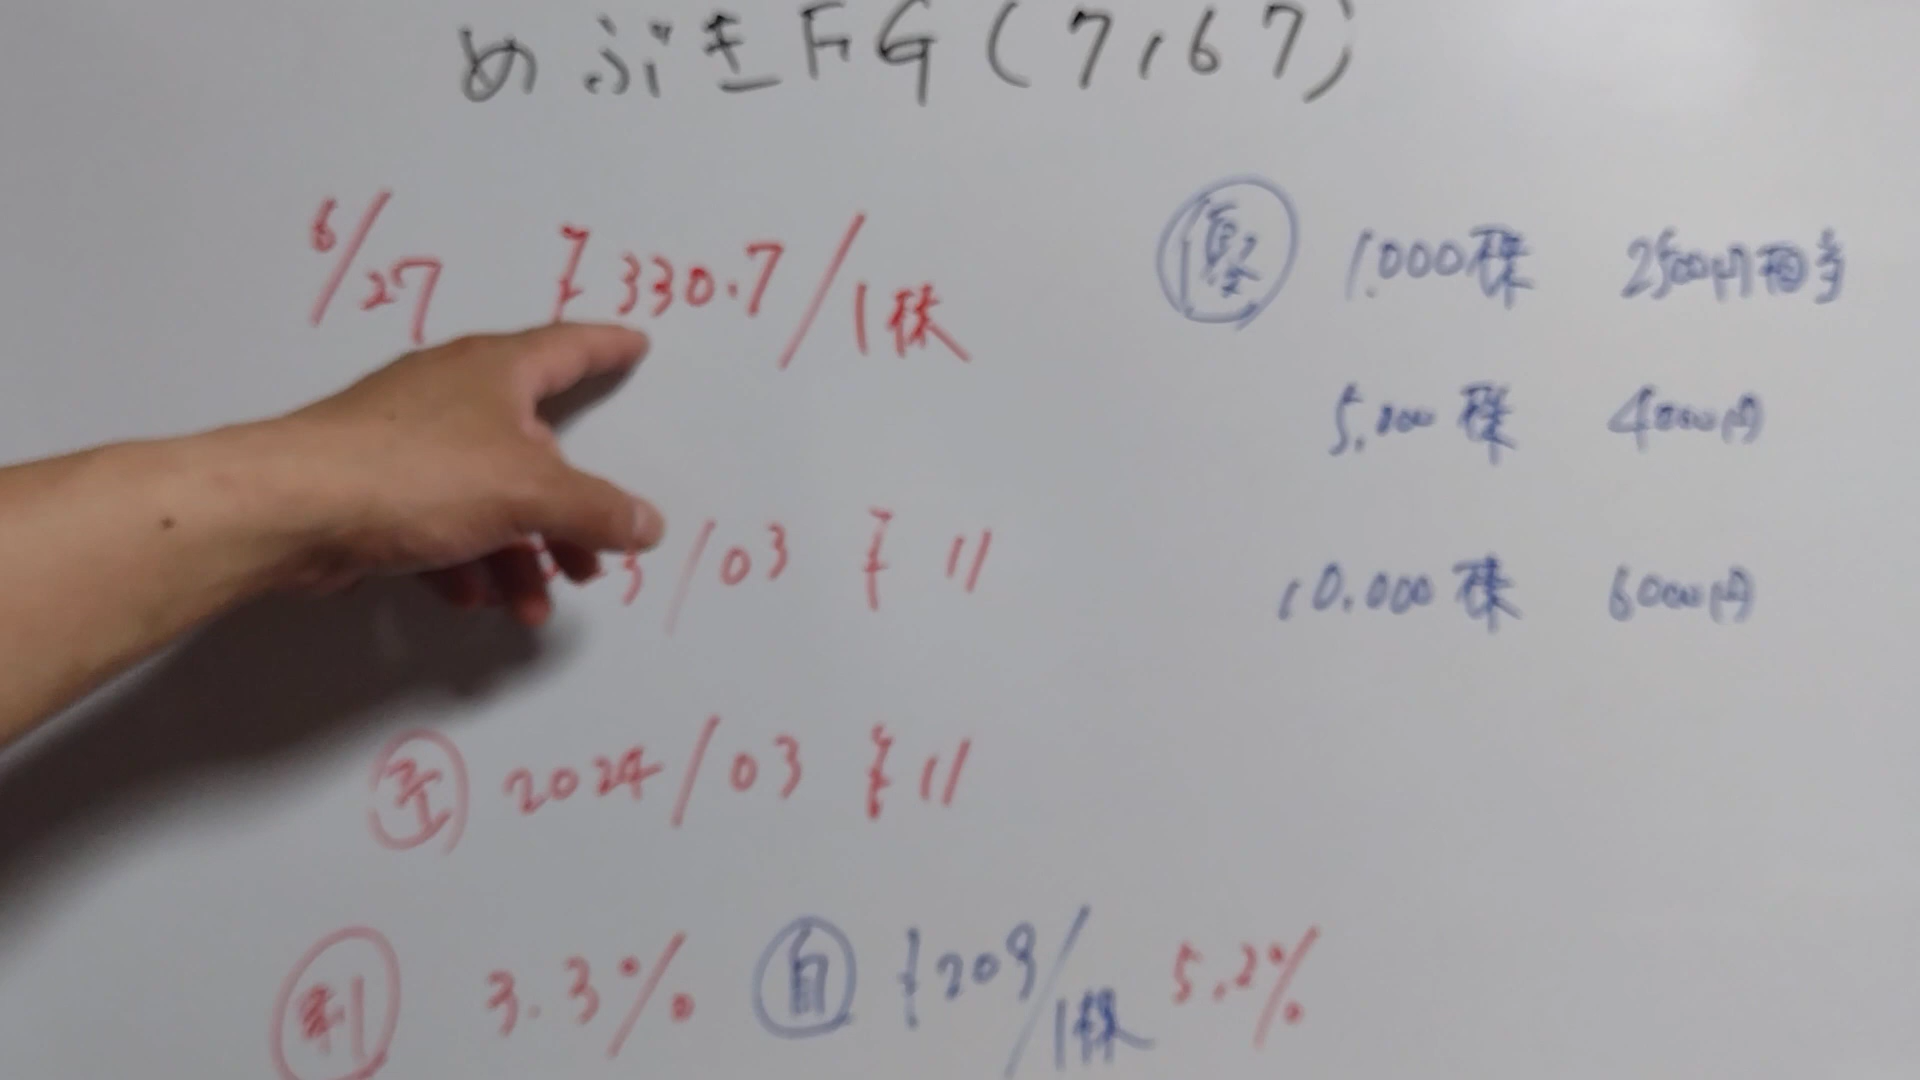 めぶきFG(7167)
6/27 ¥330.7/1株
3/03 ¥11
予 2024/03 ¥11
利 3.3% 自 ¥209/1株 5.2%
優 1.000株 2500円相当
5.000株 4000円
10.000株 6000円